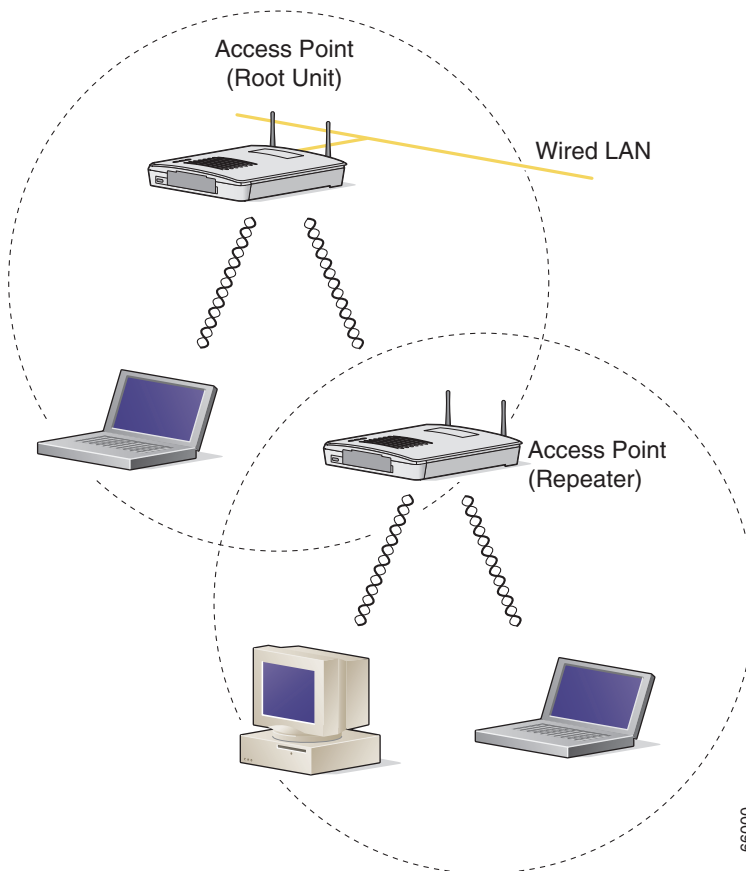 Access Point
(Root Unit)
Wired LAN
Access Point
(Repeater)